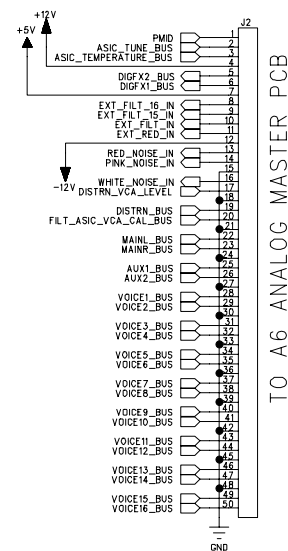 +12V
+5V
J2
PMID 1
ASIC_TUNE_BUS 2
ASIC_TEMPERATURE_BUS 3
4
DIGFX2_BUS 5
DIGFX1_BUS 6
7
EXT_FILT_16_IN 8
EXT_FILT_15_IN 9
EXT_FILT_IN 10
EXT_RED_IN 11
12
RED_NOISE_IN 13
PINK_NOISE_IN 14
15
-12V
WHITE_NOISE_IN 16
DISTRN_VCA_LEVEL 17
18
DISTRN_BUS 19
FILT_ASIC_VCA_CAL_BUS 20
21
MAINL_BUS 22
MAINR_BUS 23
24
AUX1_BUS 25
AUX2_BUS 26
27
VOICE1_BUS 28
VOICE2_BUS 29
30
VOICE3_BUS 31
VOICE4_BUS 32
33
VOICE5_BUS 34
VOICE6_BUS 35
36
VOICE7_BUS 37
VOICE8_BUS 38
39
VOICE9_BUS 40
VOICE10_BUS 41
42
VOICE11_BUS 43
VOICE12_BUS 44
45
VOICE13_BUS 46
VOICE14_BUS 47
48
VOICE15_BUS 49
VOICE16_BUS 50
GND
TO A6 ANALOG MASTER PCB